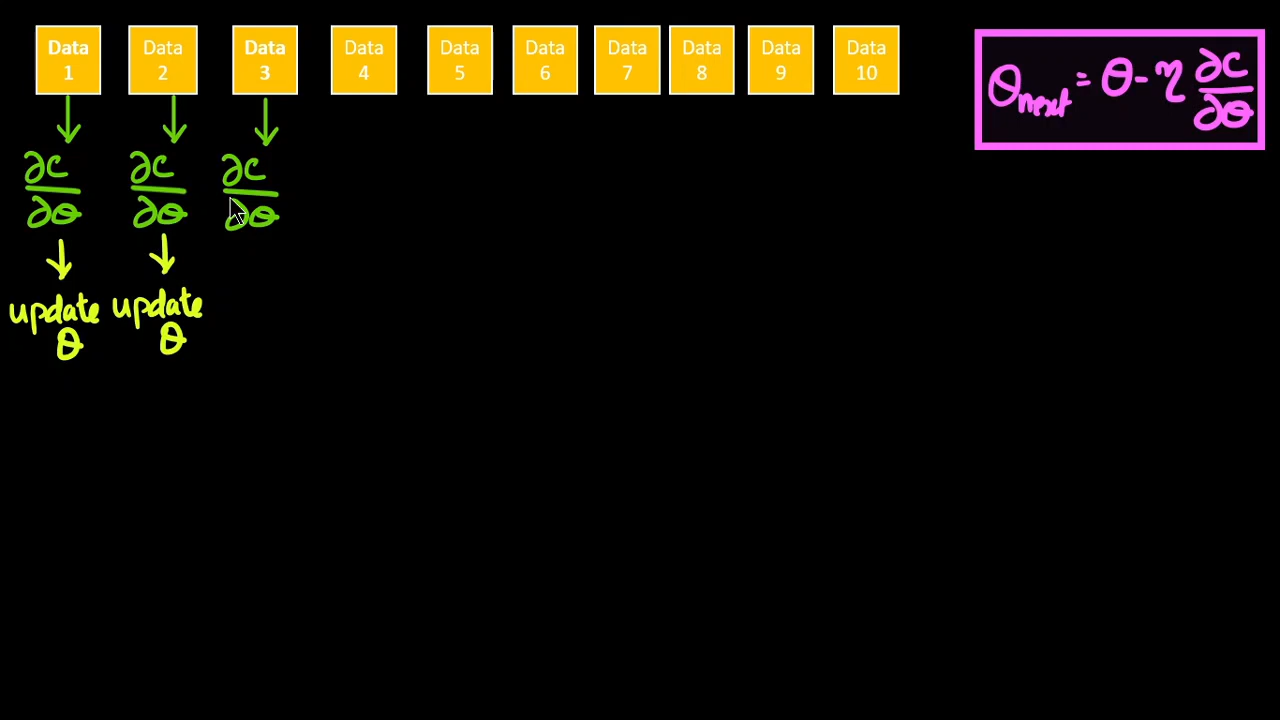 Data 1
Data 2
Data 3
Data 4
Data 5
Data 6
Data 7
Data 8
Data 9
Data 10
θnext = θ - η ∂C/∂θ
∂C/∂θ
∂C/∂θ
∂C/∂θ
update θ
update θ